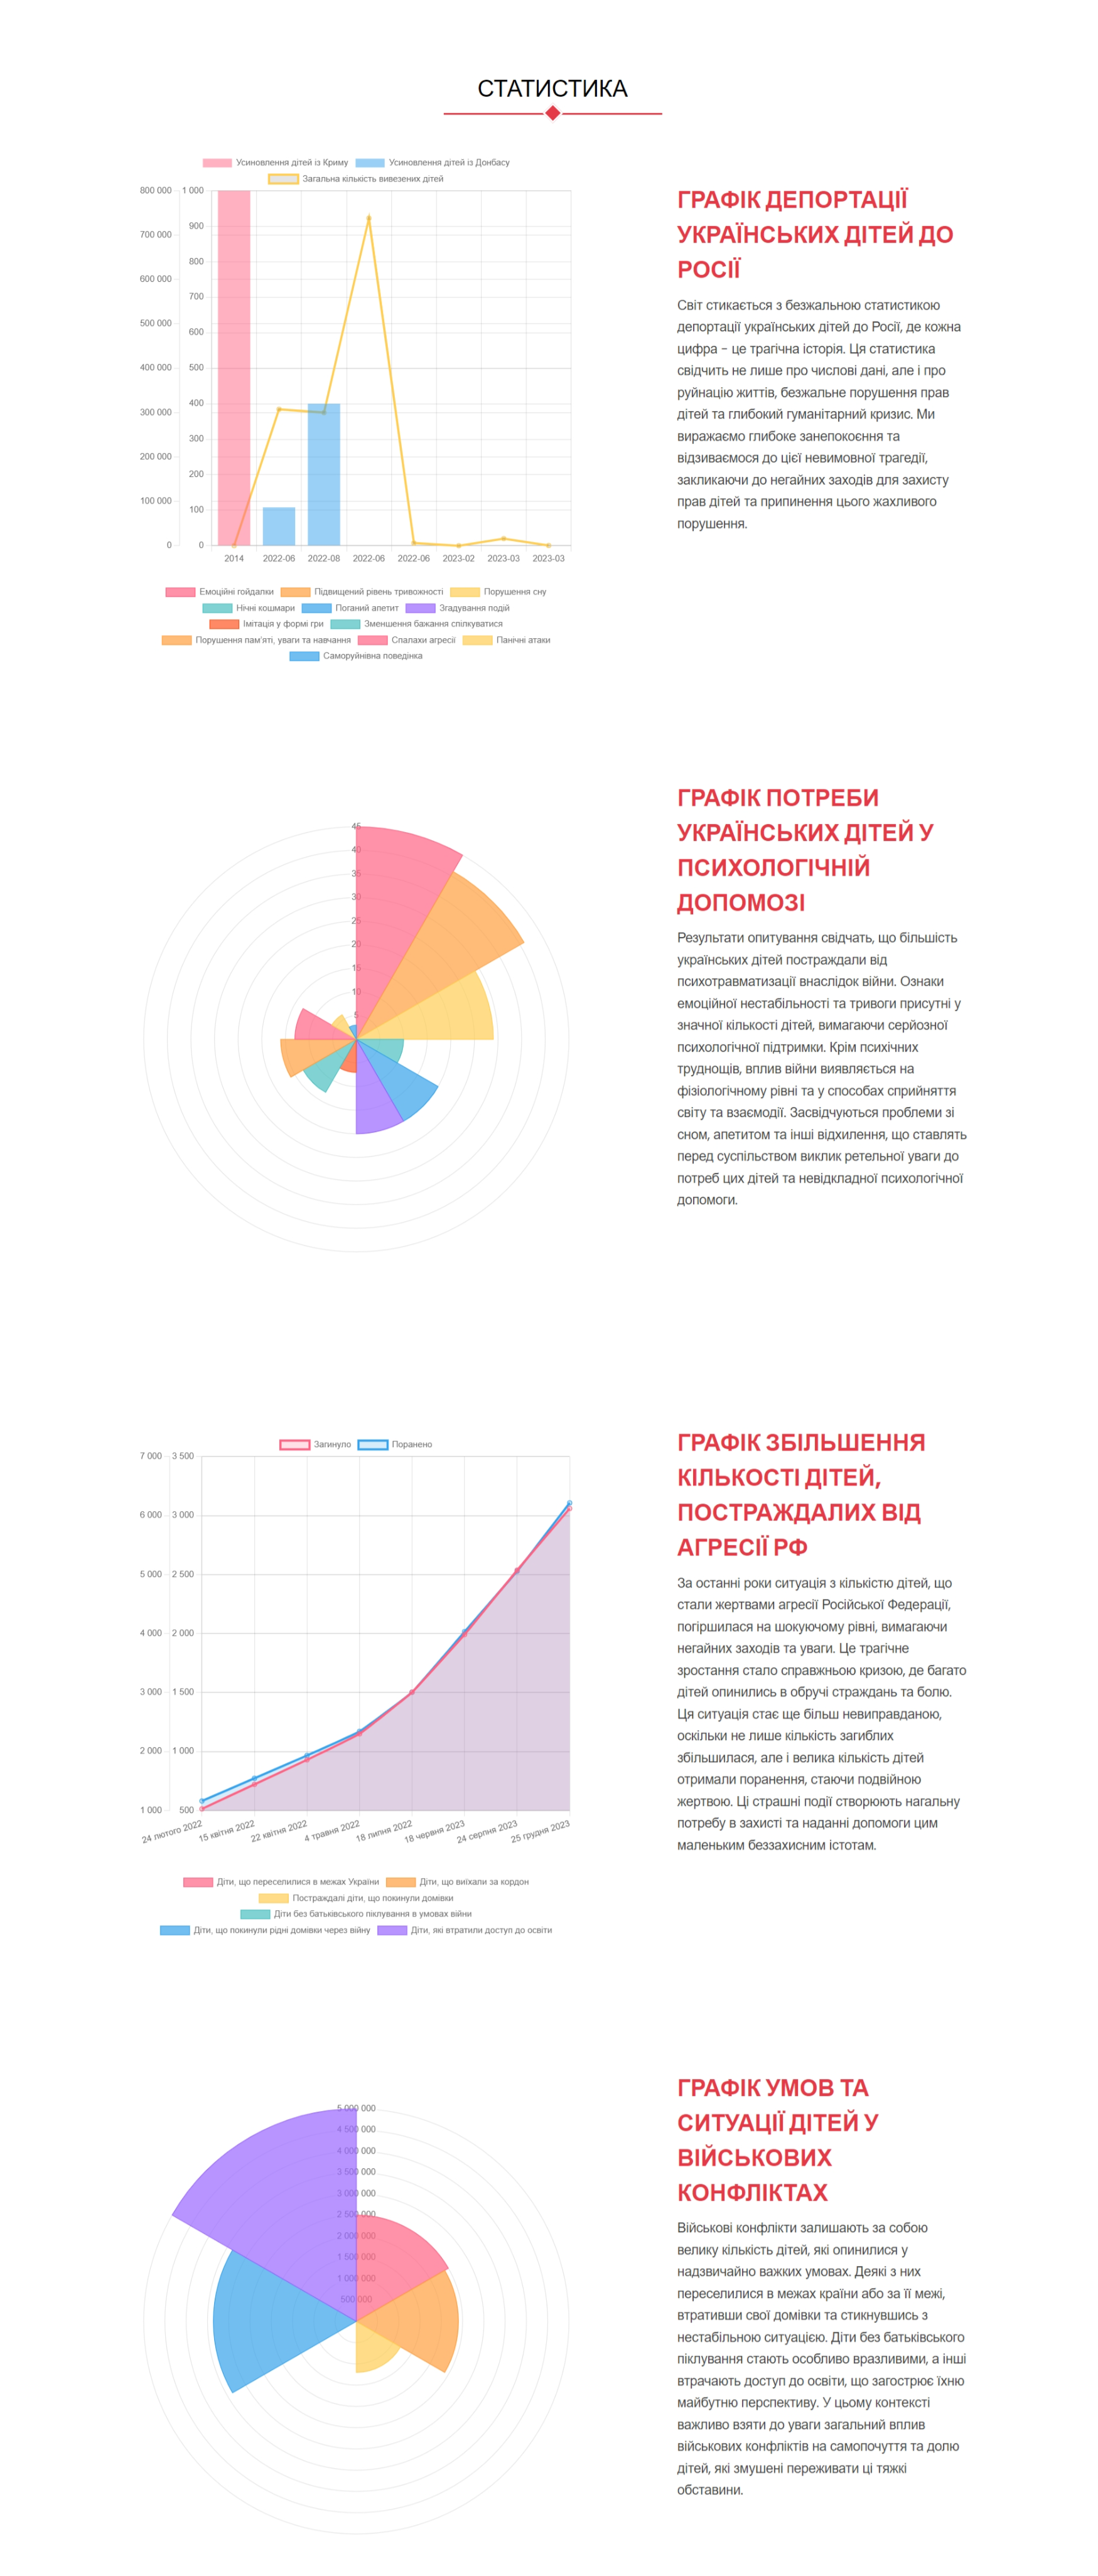 СТАТИСТИКА
Усиновлення дітей із Криму Усиновлення дітей із Донбасу
Загальна кількість вивезених дітей
800 000 1 000
900
700 000
800
600 000
700
500 000
600
400 000 500
400
300 000
300
200 000
200
100 000
100
0 0
2014 2022-06 2022-08 2022-06 2022-06 2023-02 2023-03 2023-03
ГРАФІК ДЕПОРТАЦІЇ
УКРАЇНСЬКИХ ДІТЕЙ ДО
РОСІЇ
Світ стикається з безжальною статистикою
депортації українських дітей до Росії, де кожна
цифра – це трагічна історія. Ця статистика
свідчить не лише про числові дані, але і про
руйнацію життів, безжальне порушення прав
дітей та глибокий гуманітарний кризис. Ми
виражаємо глибоке занепокоєння та
відзиваємося до цієї невимовної трагедії,
закликаючи до негайних заходів для захисту
прав дітей та припинення цього жахливого
порушення.
Емоційні гойдалки Підвищений рівень тривожності Порушення сну
Нічні кошмари Поганий апетит Згадування подій
Імітація у формі гри Зменшення бажання спілкуватися
Порушення пам'яті, уваги та навчання Спалахи агресії Панічні атаки
Саморуйнівна поведінка
45
40
35
30
25
20
15
10
5
ГРАФІК ПОТРЕБИ
УКРАЇНСЬКИХ ДІТЕЙ У
ПСИХОЛОГІЧНІЙ
ДОПОМОЗІ
Результати опитування свідчать, що більшість
українських дітей постраждали від
психотравматизації внаслідок війни. Ознаки
емоційної нестабільності та тривоги присутні у
значної кількості дітей, вимагаючи серйозної
психологічної підтримки. Крім психічних
труднощів, вплив війни виявляється на
фізіологічному рівні та у способах сприйняття
світу та взаємодії. Засвідчуються проблеми зі
сном, апетитом та інші відхилення, що ставлять
перед суспільством виклик ретельної уваги до
потреб цих дітей та невідкладної психологічної
допомоги.
Загинуло Поранено
7 000 3 500
6 000 3 000
5 000 2 500
4 000 2 000
3 000 1 500
2 000 1 000
1 000 500
24 лютого 2022 15 квітня 2022 22 квітня 2022 4 травня 2022 18 липня 2022 18 червня 2023 24 серпня 2023 25 грудня 2023
ГРАФІК ЗБІЛЬШЕННЯ
КІЛЬКОСТІ ДІТЕЙ,
ПОСТРАЖДАЛИХ ВІД
АГРЕСІЇ РФ
За останні роки ситуація з кількістю дітей, що
стали жертвами агресії Російської Федерації,
погіршилася на шокуючому рівні, вимагаючи
негайних заходів та уваги. Це трагічне
зростання стало справжньою кризою, де багато
дітей опинились в обручі страждань та болю.
Ця ситуація стає ще більш невиправданою,
оскільки не лише кількість загиблих
збільшилася, але і велика кількість дітей
отримали поранення, стаючи подвійною
жертвою. Ці страшні події створюють нагальну
потребу в захисті та наданні допомоги цим
маленьким беззахисним істотам.
Діти, що переселилися в межах України Діти, що виїхали за кордон
Постраждалі діти, що покинули домівки
Діти без батьківського піклування в умовах війни
Діти, що покинули рідні домівки через війну Діти, які втратили доступ до освіти
5 000 000
4 500 000
4 000 000
3 500 000
3 000 000
2 500 000
2 000 000
1 500 000
1 000 000
500 000
ГРАФІК УМОВ ТА
СИТУАЦІЇ ДІТЕЙ У
ВІЙСЬКОВИХ
КОНФЛІКТАХ
Військові конфлікти залишають за собою
велику кількість дітей, які опинилися у
надзвичайно важких умовах. Деякі з них
переселилися в межах країни або за її межі,
втративши свої домівки та стикнувшись з
нестабільною ситуацією. Діти без батьківського
піклування стають особливо вразливими, а інші
втрачають доступ до освіти, що загострює їхню
майбутню перспективу. У цьому контексті
важливо взяти до уваги загальний вплив
військових конфліктів на самопочуття та долю
дітей, які змушені переживати ці тяжкі
обставини.